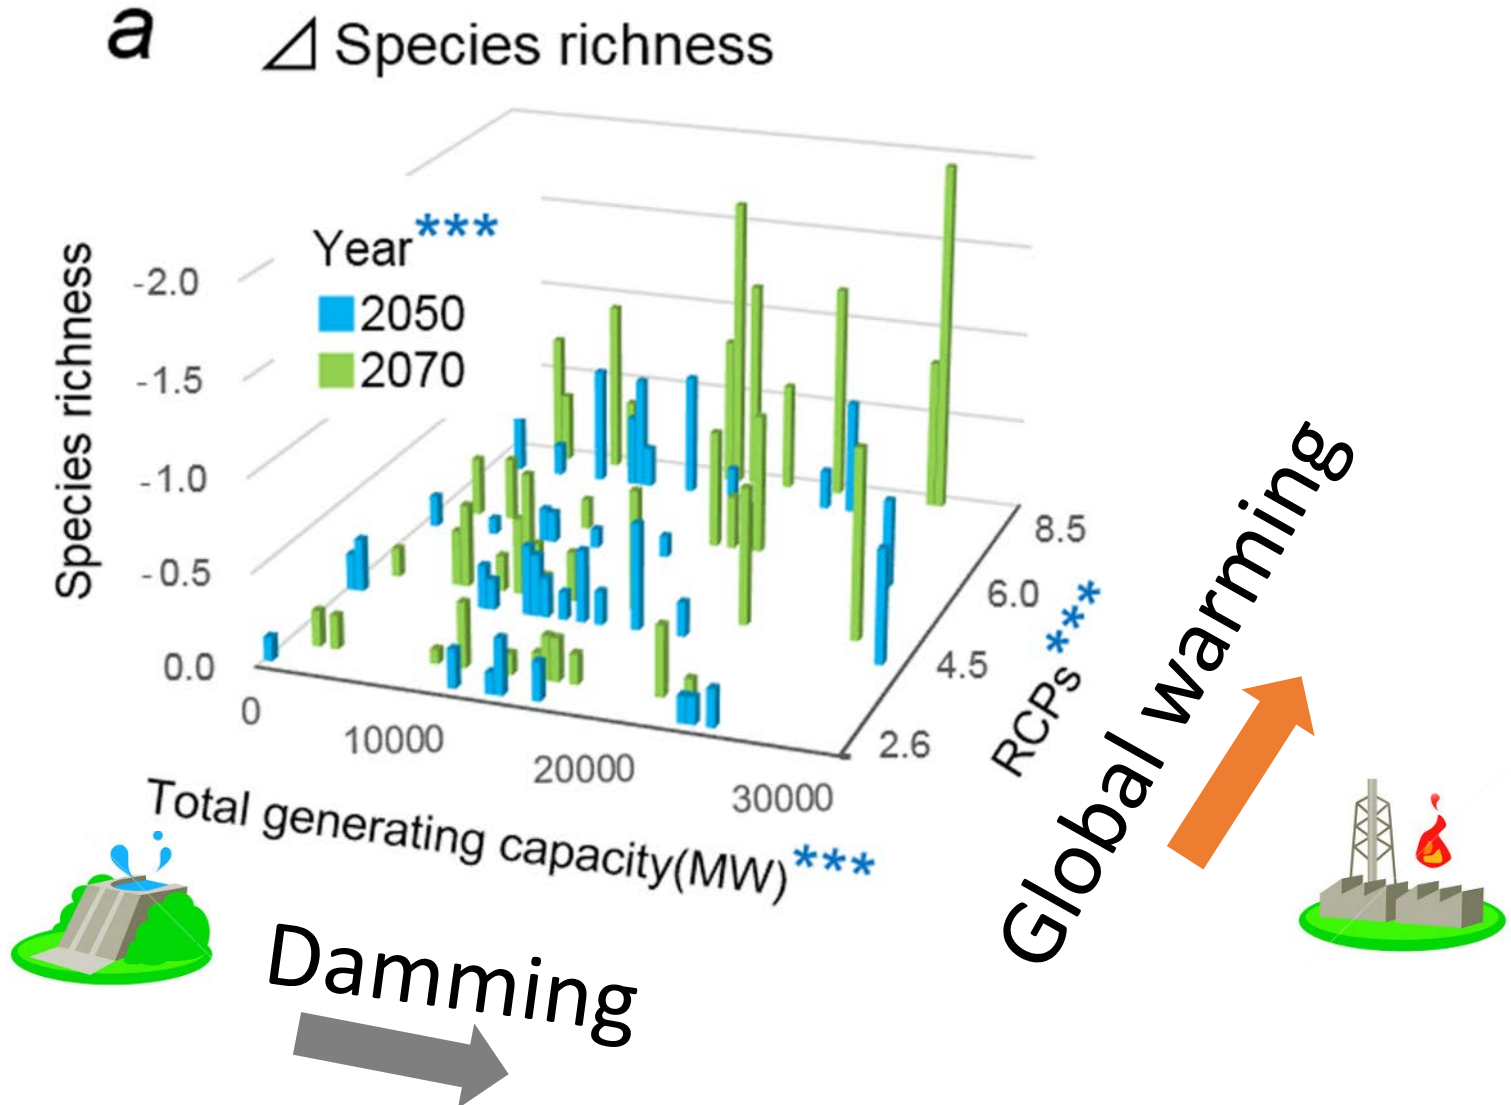 a
⊿ Species richness
Year***
2050
2070
Species richness
-2.0
-1.5
-1.0
-0.5
0.0
0
10000
20000
30000
Total generating capacity(MW)***
2.6
4.5
6.0
8.5
RCPs ***
Global warming
Damming